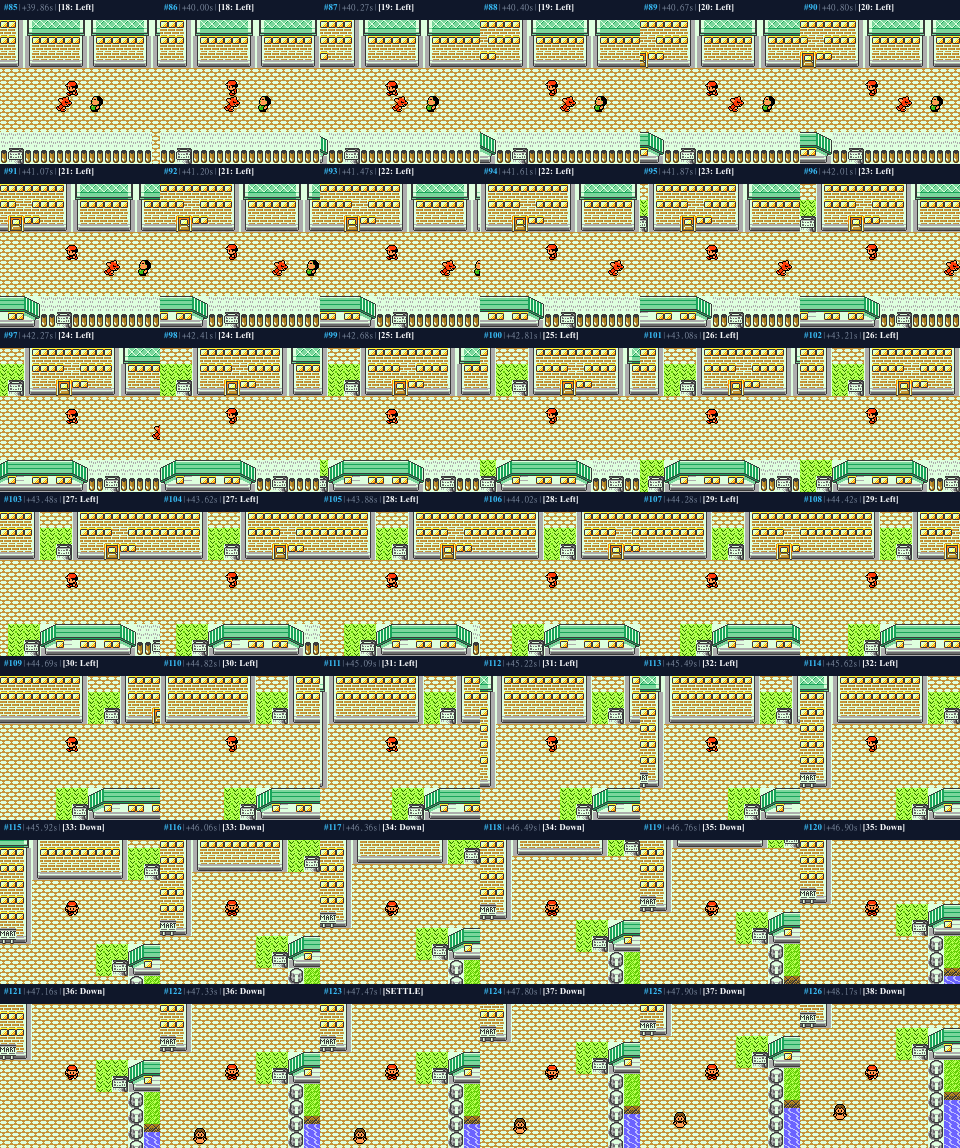 #85|+39.86s|[18: Left] #86|+40.00s|[18: Left] #87|+40.27s|[19: Left] #88|+40.40s|[19: Left] #89|+40.67s|[20: Left] #90|+40.80s|[20: Left]
#91|+41.07s|[21: Left] #92|+41.20s|[21: Left] #93|+41.47s|[22: Left] #94|+41.61s|[22: Left] #95|+41.87s|[23: Left] #96|+42.01s|[23: Left]
#97|+42.27s|[24: Left] #98|+42.41s|[24: Left] #99|+42.68s|[25: Left] #100|+42.81s|[25: Left] #101|+43.08s|[26: Left] #102|+43.21s|[26: Left]
#103|+43.48s|[27: Left] #104|+43.62s|[27: Left] #105|+43.88s|[28: Left] #106|+44.02s|[28: Left] #107|+44.28s|[29: Left] #108|+44.42s|[29: Left]
#109|+44.69s|[30: Left] #110|+44.82s|[30: Left] #111|+45.09s|[31: Left] #112|+45.22s|[31: Left] #113|+45.49s|[32: Left] #114|+45.62s|[32: Left]
MART MART
#115|+45.92s|[33: Down] #116|+46.06s|[33: Down] #117|+46.36s|[34: Down] #118|+46.49s|[34: Down] #119|+46.76s|[35: Down] #120|+46.90s|[35: Down]
MART MART MART MART MART MART
#121|+47.16s|[36: Down] #122|+47.33s|[36: Down] #123|+47.47s|[SETTLE] #124|+47.80s|[37: Down] #125|+47.90s|[37: Down] #126|+48.17s|[38: Down]
MART MART MART MART MART MART